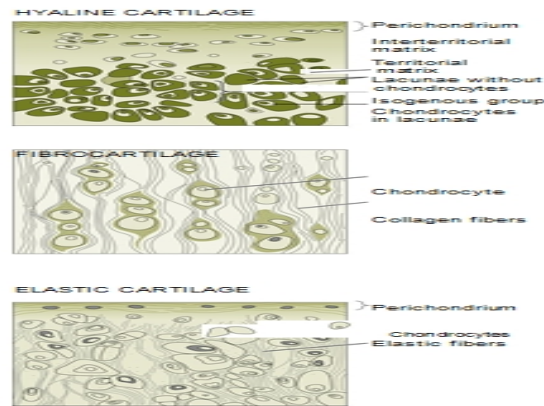 HYALINE CARTILAGE
Perichondrium
Interterritorial
matrix
Territorial
matrix
Lacunae without
chondrocytes
Isogenous group
Chondrocytes
in lacunae
FIBROCARTILAGE
Chondrocyte
Collagen fibers
ELASTIC CARTILAGE
Perichondrium
Chondrocytes
Elastic fibers